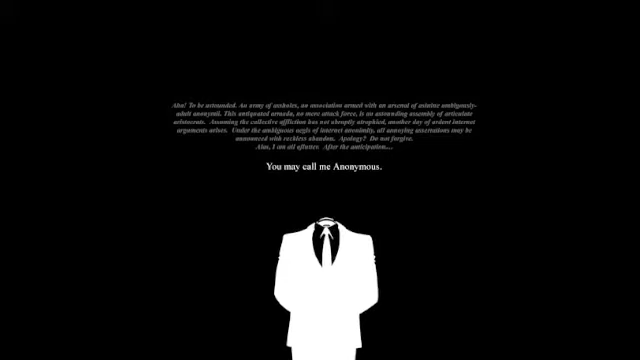 Aha! To be astounded. An army of assholes, an association armed with an arsenal of asinine ambiguously-
adult anonymii. This antiquated armada, no mere attack force, is an astounding assembly of articulate
aristocrats. Assuming the collective affliction has not abruptly atrophied, another day of ardent internet
arguments arises. Under the ambiguous aegis of internet anonimity, all annoying assertations may be
announced with reckless abandon. Apology? Do not forgive.
Alas, I am all aflutter. After the anticipation....
You may call me Anonymous.